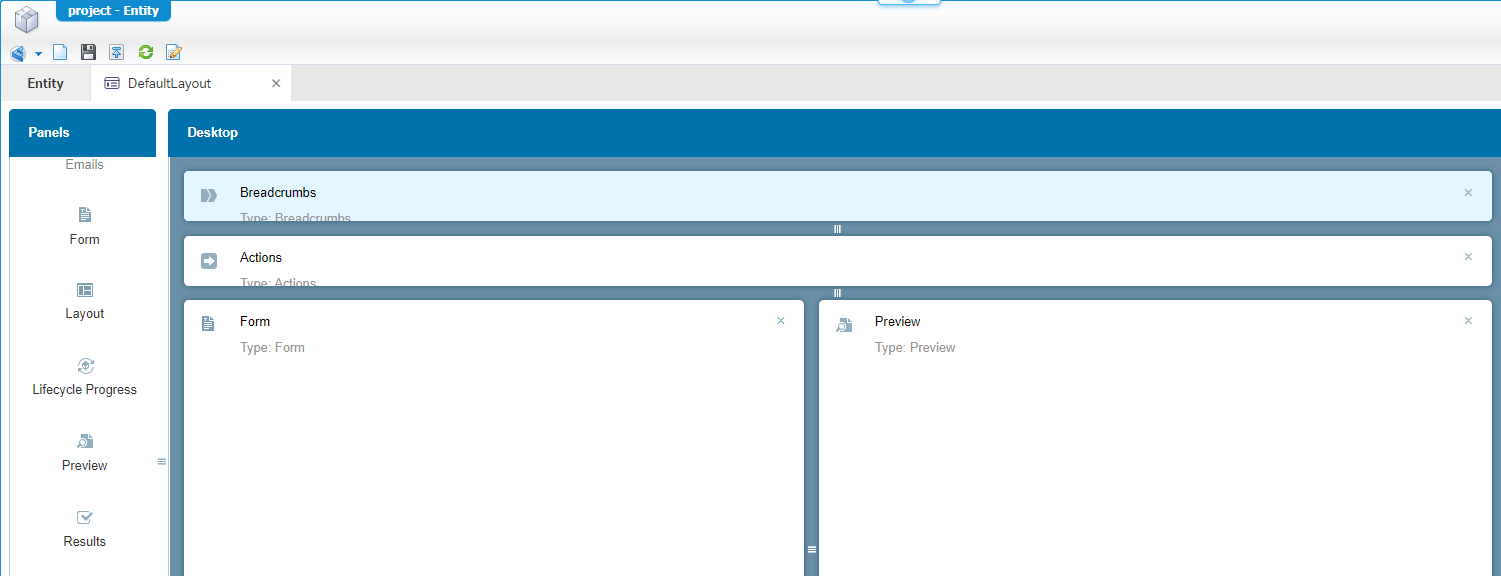 project - Entity
Entity
DefaultLayout
Panels
Desktop
Emails
Form
Layout
Lifecycle Progress
Preview
Results
Breadcrumbs
Type: Breadcrumbs
Actions
Type: Actions
Form
Type: Form
Preview
Type: Preview